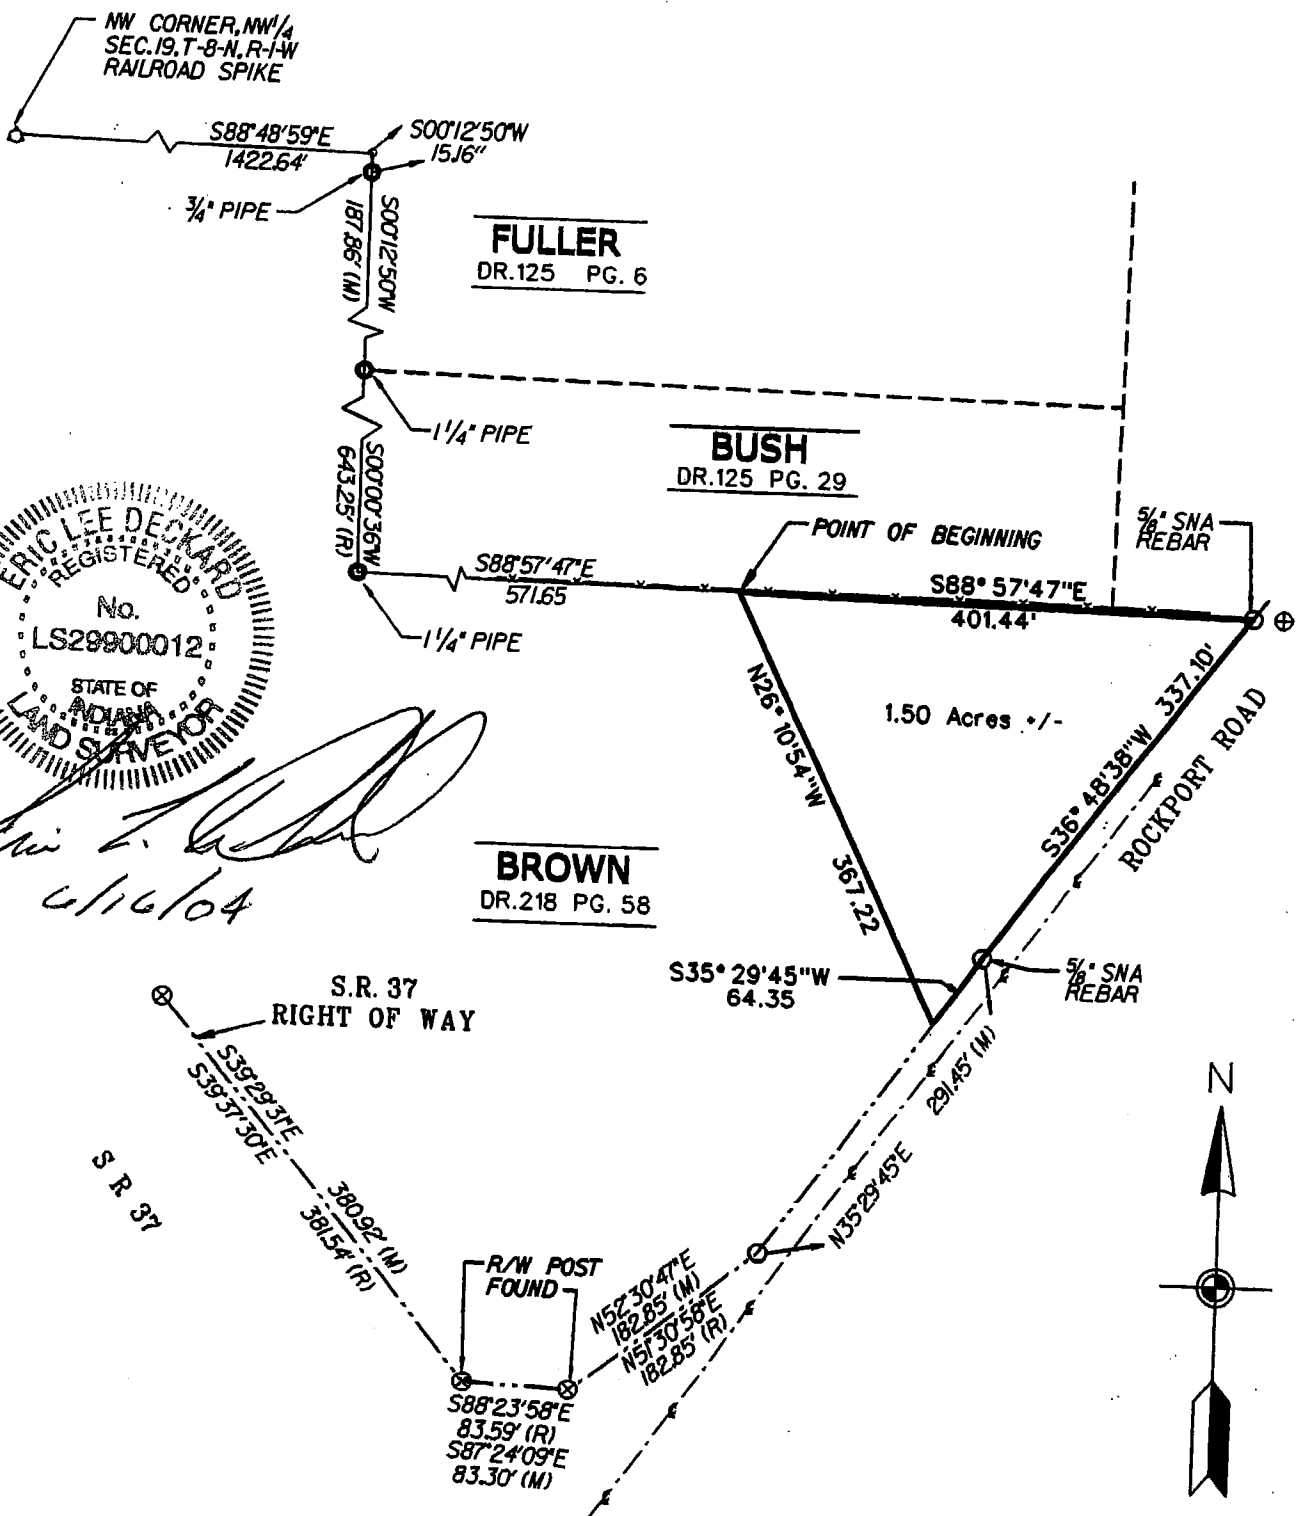 NW CORNER, NW 1/4
SEC.19, T-8-N, R-1-W
RAILROAD SPIKE
S88°48'59"E
1422.64'
S00°12'50"W
15.16"
3/4" PIPE
S00°12'50"W
187.86' (M)
FULLER
DR.125 PG. 6
1 1/4" PIPE
S00°00'36"W
643.25' (R)
BUSH
DR.125 PG. 29
POINT OF BEGINNING
5/8" SNA
REBAR
S88°57'47"E
571.65
S88°57'47"E
401.44'
1 1/4" PIPE
ERIC LEE DECKARD
REGISTERED
No.
LS29900012
STATE OF
INDIANA
LAND SURVEYOR
6/16/04
N26°10'54"W
367.22
1.50 Acres +/-
S36°48'38"W 337.10'
ROCKPORT ROAD
BROWN
DR.218 PG. 58
S35°29'45"W
64.35
5/8" SNA
REBAR
S.R. 37
RIGHT OF WAY
S39°29'31"E
S39°37'30"E
380.92' (M)
381.54' (R)
S R 37
291.45' (M)
N35°29'45"E
N
R/W POST
FOUND
N52°30'47"E
182.85' (M)
N51°30'58"E
182.85' (R)
S88°23'58"E
83.59' (R)
S87°24'09"E
83.30' (M)